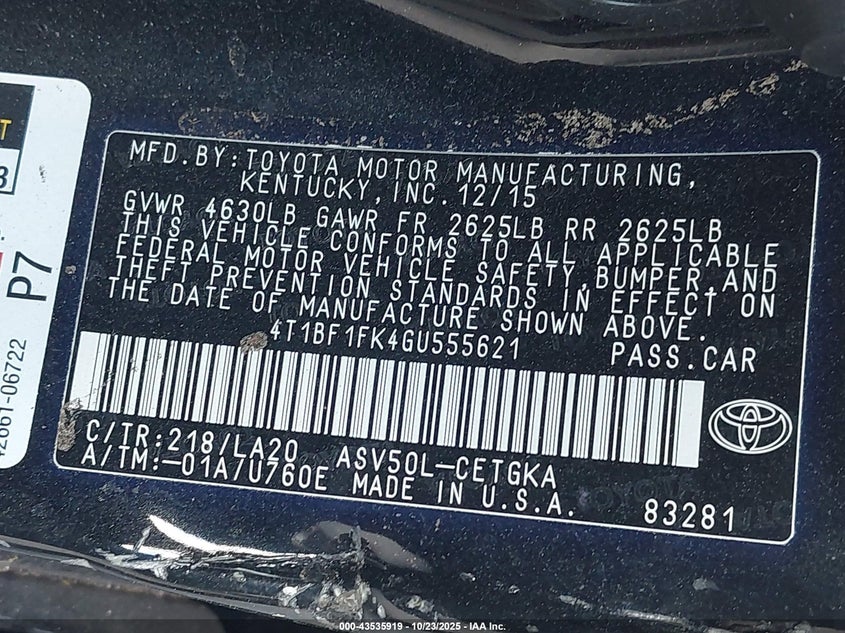 MFD.BY:TOYOTA MOTOR MANUFACTURING,
KENTUCKY,INC. 12/15
GVWR 4630LB GAWR FR 2625LB RR 2625LB
THIS VEHICLE CONFORMS TO ALL APPLICABLE
FEDERAL MOTOR VEHICLE SAFETY,BUMPER,AND
THEFT PREVENTION STANDARDS IN EFFECT ON
THE DATE OF MANUFACTURE SHOWN ABOVE.
4T1BF1FK4GU555621 PASS.CAR
C/TR:218/LA20 ASV50L-CETGKA
A/TM:-01A/U760E MADE IN U.S.A.
83281
P7
42661-06722
000-43535919 - 10/23/2025 - IAA Inc.